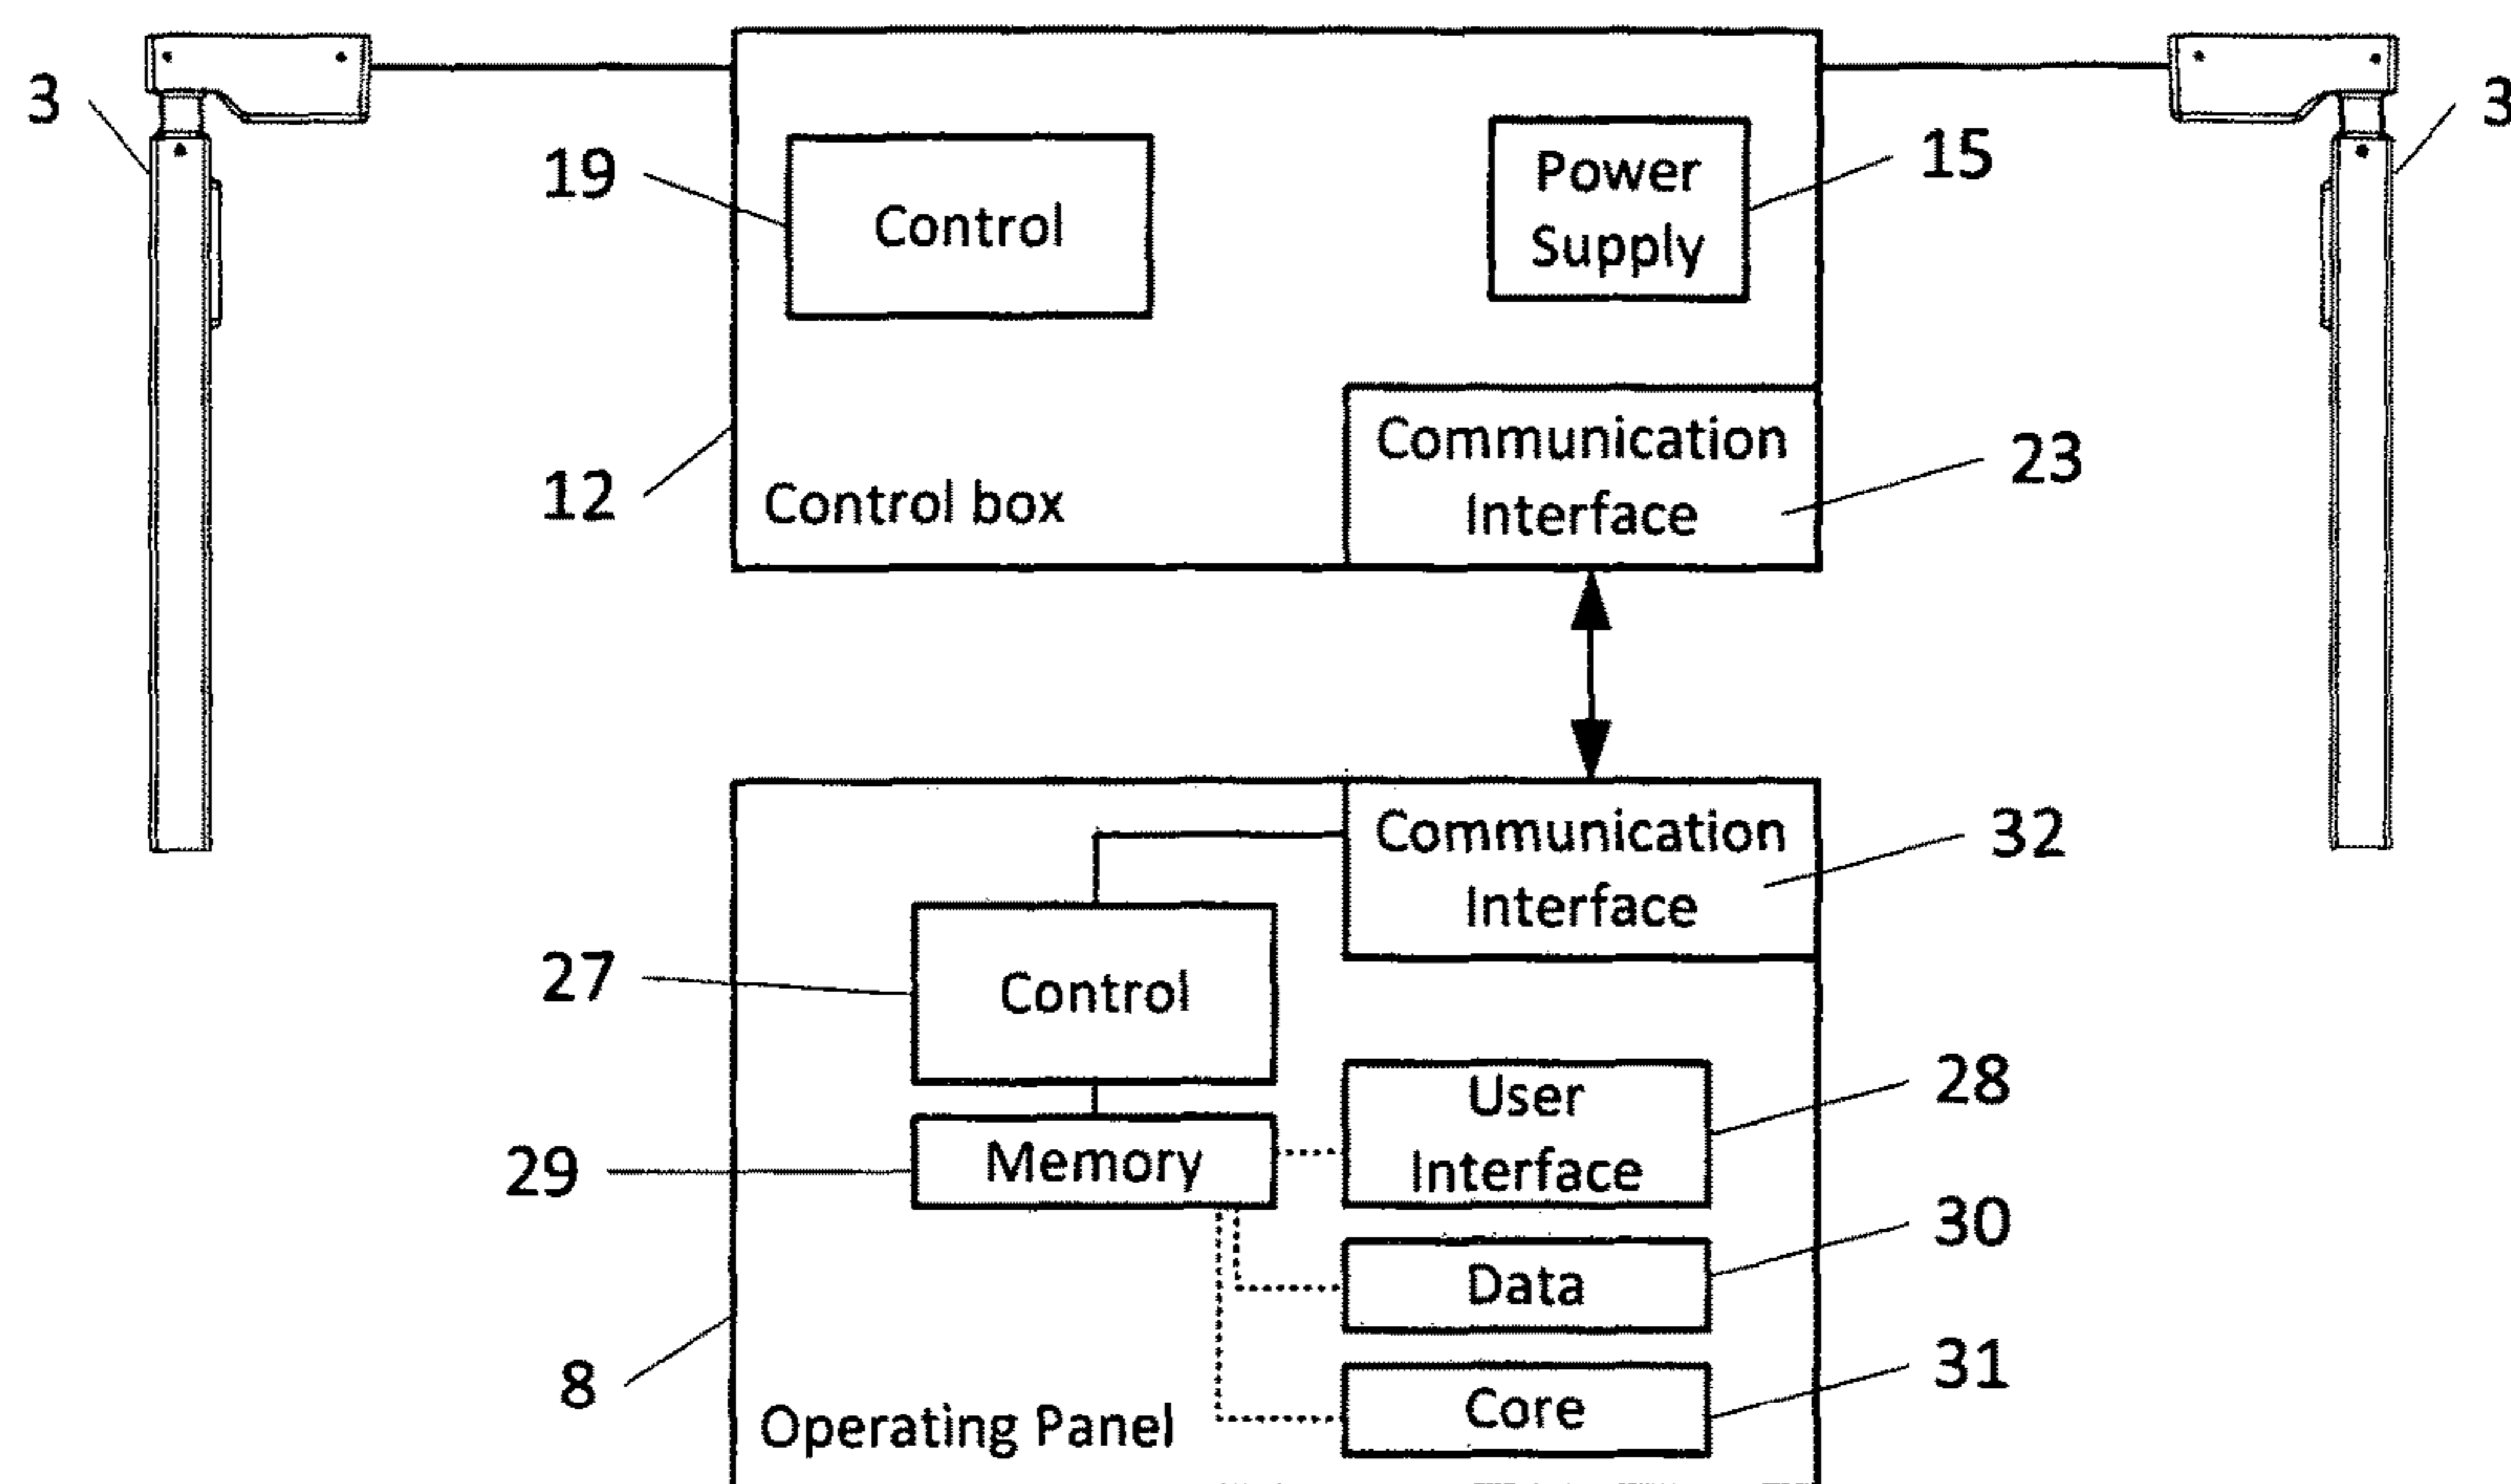 3
3
19
Control
Power
Supply
15
Communication
Interface
23
12
Control box
Communication
Interface
32
27
Control
User
Interface
28
29
Memory
30
Data
8
31
Core
Operating Panel